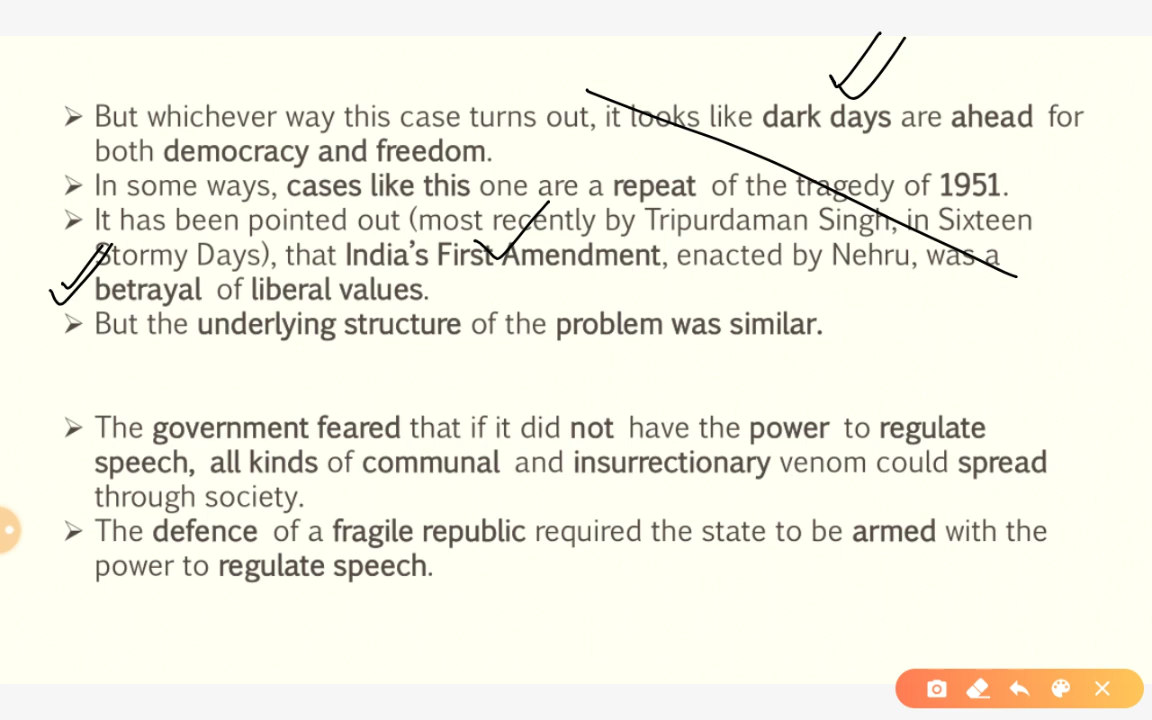 ➢ But whichever way this case turns out, it looks like dark days are ahead for
both democracy and freedom.
➢ In some ways, cases like this one are a repeat of the tragedy of 1951.
➢ It has been pointed out (most recently by Tripurdaman Singh, in Sixteen
Stormy Days), that India’s First Amendment, enacted by Nehru, was a
betrayal of liberal values.
➢ But the underlying structure of the problem was similar.
➢ The government feared that if it did not have the power to regulate
speech, all kinds of communal and insurrectionary venom could spread
through society.
➢ The defence of a fragile republic required the state to be armed with the
power to regulate speech.